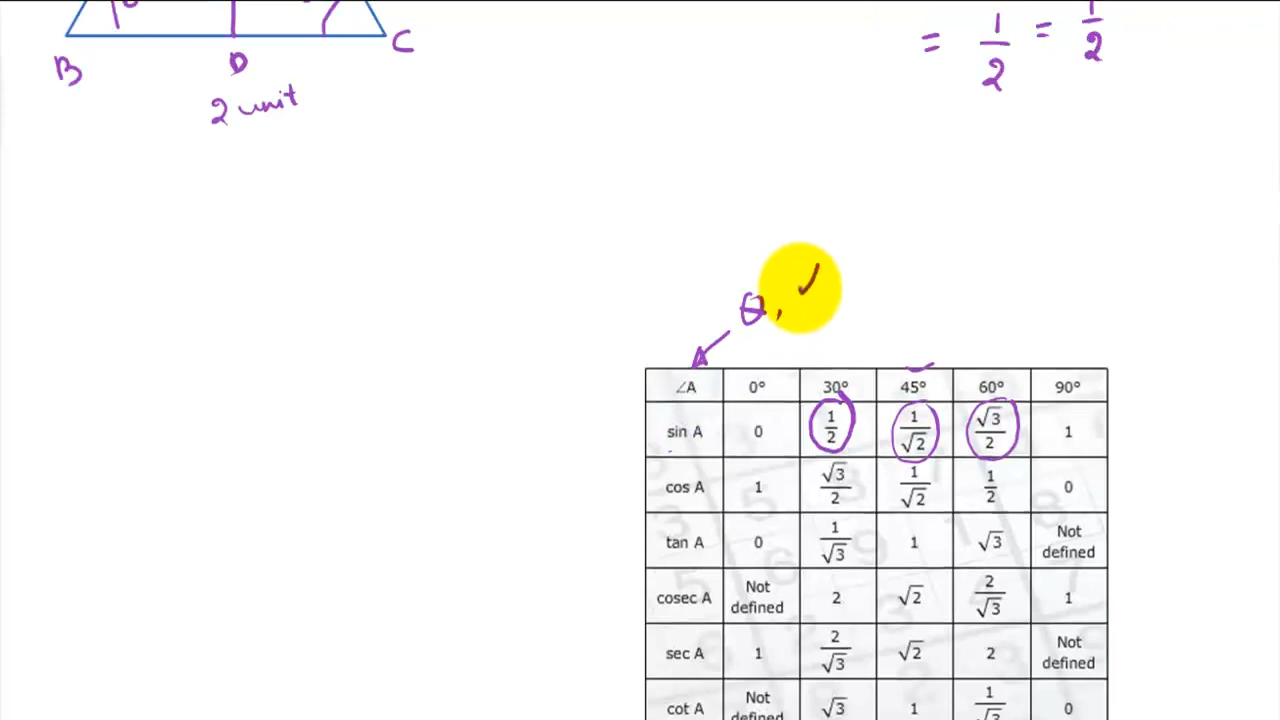 = 1/2 = 1/2
B D C
2 unit
θ, ✓
∠A 0° 30° 45° 60° 90°
sin A 0 1/2 1/√2 √3/2 1
cos A 1 √3/2 1/√2 1/2 0
tan A 0 1/√3 1 √3 Not defined
cosec A Not defined 2 √2 2/√3 1
sec A 1 2/√3 √2 2 Not defined
cot A Not defined √3 1 1/√3 0